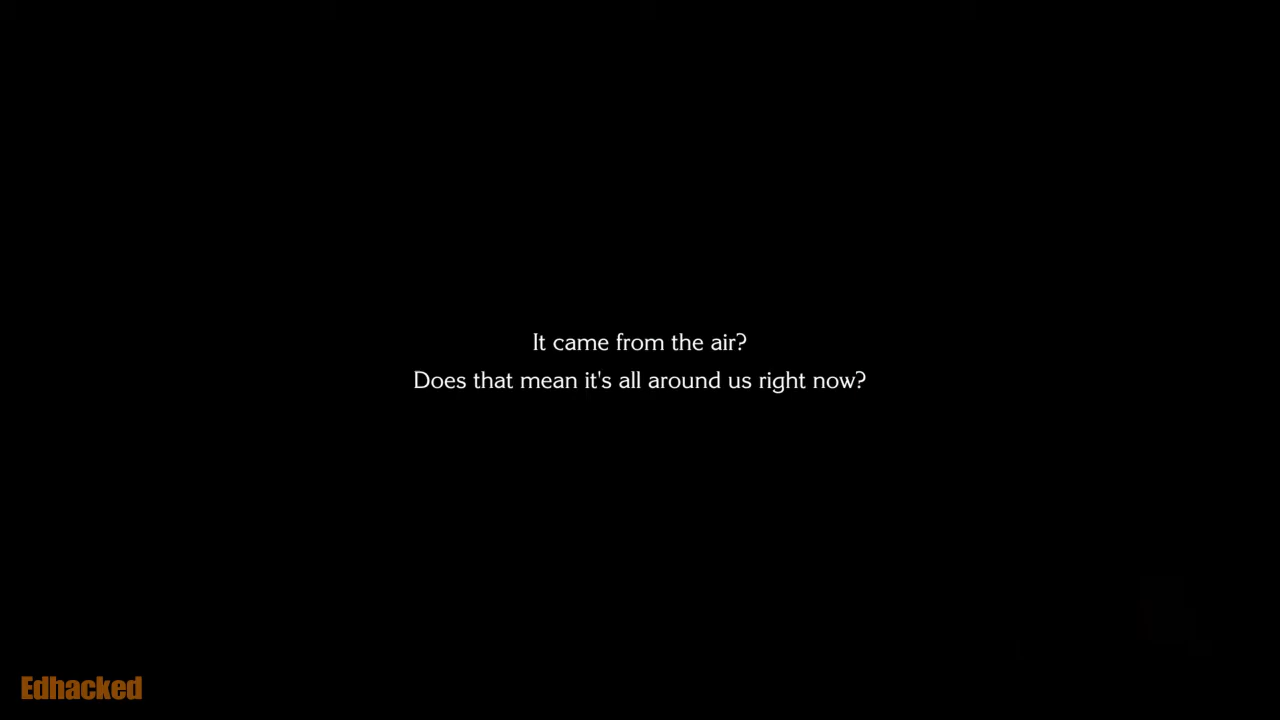 It came from the air?
Does that mean it's all around us right now?
Edhacked